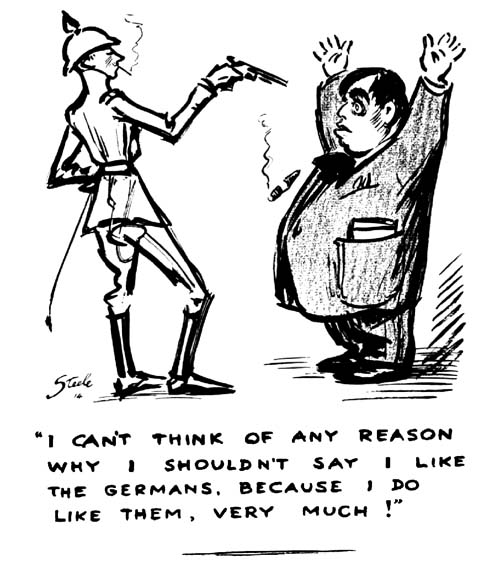 Steele
14
"I CAN'T THINK OF ANY REASON
WHY I SHOULDN'T SAY I LIKE
THE GERMANS, BECAUSE I DO
LIKE THEM, VERY MUCH!"